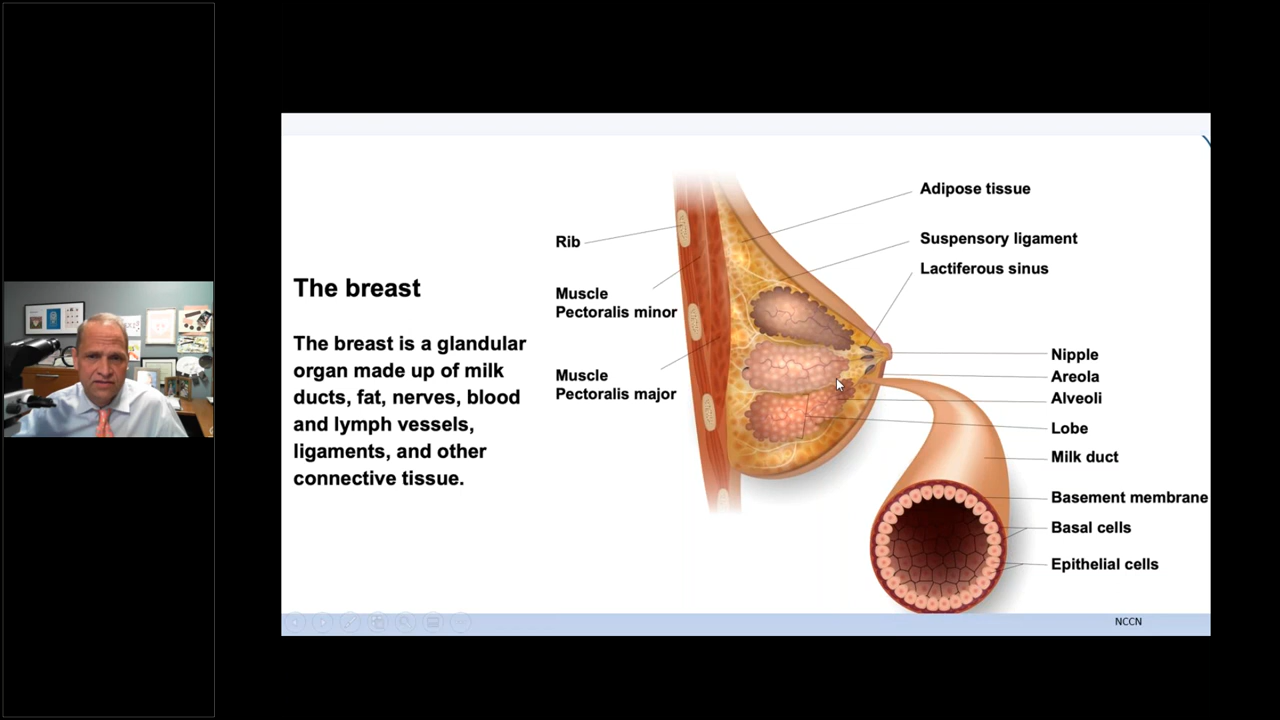 The breast
The breast is a glandular
organ made up of milk
ducts, fat, nerves, blood
and lymph vessels,
ligaments, and other
connective tissue.
Rib
Muscle
Pectoralis minor
Muscle
Pectoralis major
Adipose tissue
Suspensory ligament
Lactiferous sinus
Nipple
Areola
Alveoli
Lobe
Milk duct
Basement membrane
Basal cells
Epithelial cells
NCCN